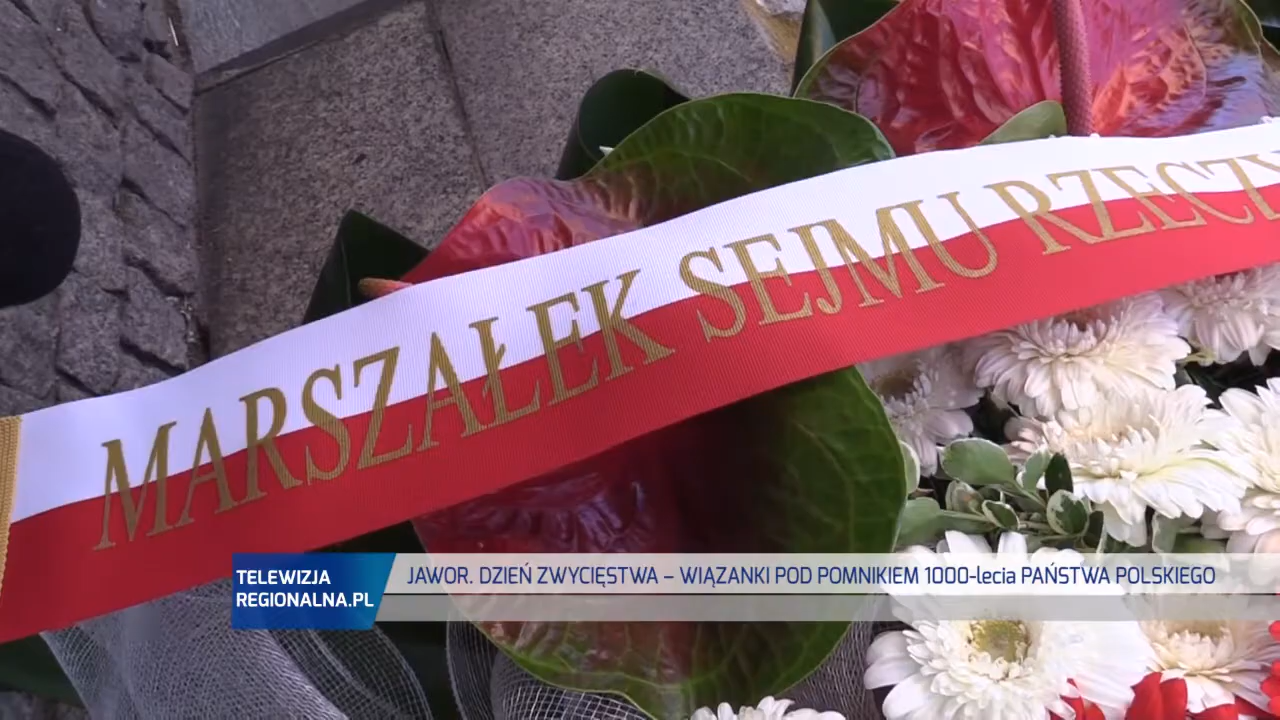 MARSZAŁEK SEJMU
TELEWIZJA
REGIONALNA.PL
JAWOR. DZIEŃ ZWYCIĘSTWA – WIĄZANKI POD POMNIKIEM 1000-lecia PAŃSTWA POLSKIEGO